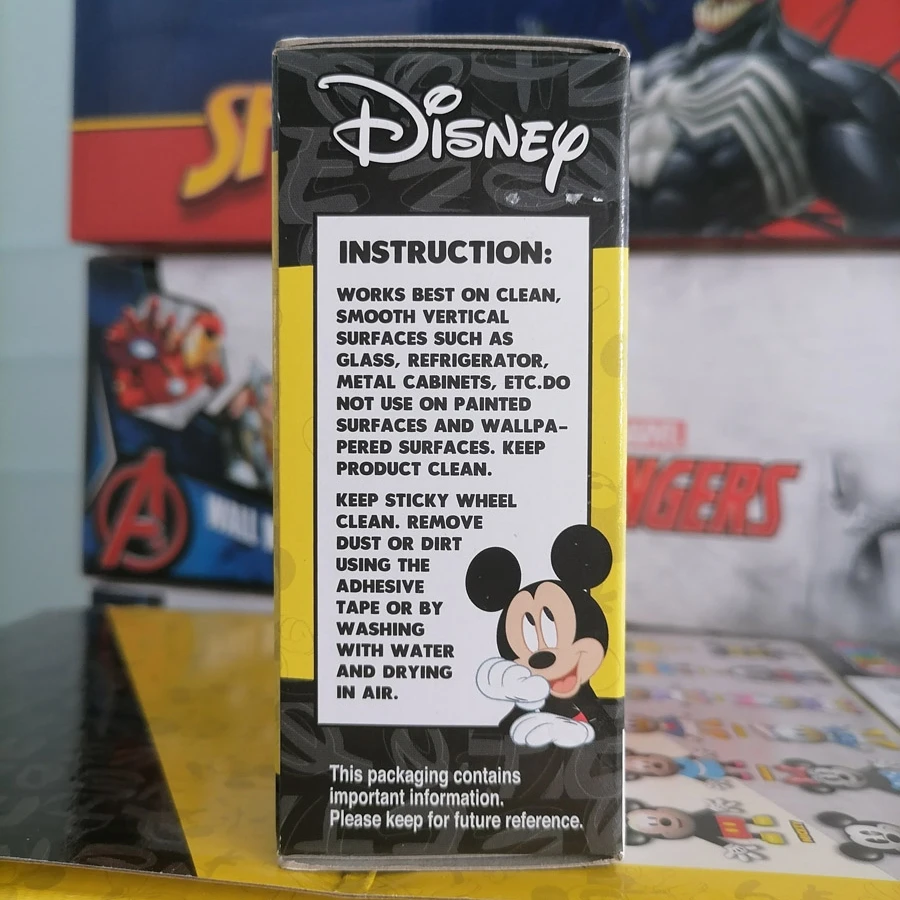 Disney
INSTRUCTION:
WORKS BEST ON CLEAN,
SMOOTH VERTICAL
SURFACES SUCH AS
GLASS, REFRIGERATOR,
METAL CABINETS, ETC.DO
NOT USE ON PAINTED
SURFACES AND WALLPA-
PERED SURFACES. KEEP
PRODUCT CLEAN.
KEEP STICKY WHEEL
CLEAN. REMOVE
DUST OR DIRT
USING THE
ADHESIVE
TAPE OR BY
WASHING
WITH WATER
AND DRYING
IN AIR.
This packaging contains
important information.
Please keep for future reference.
WALL
MARVEL